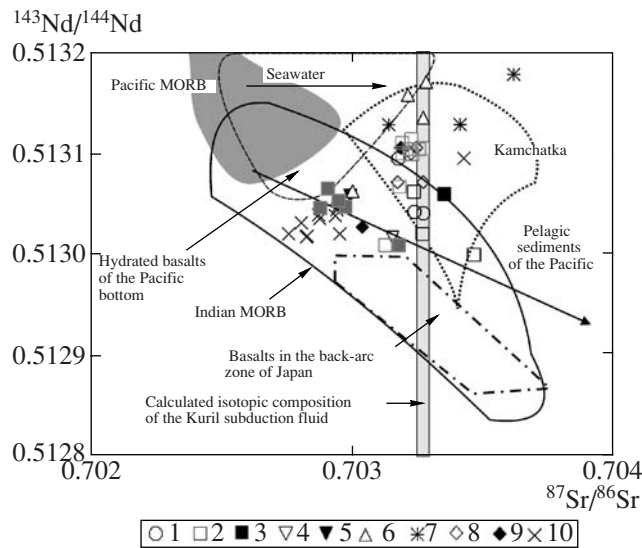 ¹⁴³Nd/¹⁴⁴Nd
0.5132
Seawater
Pacific MORB
0.5131
Kamchatka
0.5130
Pelagic
sediments
of the Pacific
Hydrated basalts
of the Pacific
bottom
Indian MORB
0.5129
Basalts in the back-arc
zone of Japan
Calculated isotopic composition
of the Kuril subduction fluid
0.5128
0.702 0.703 0.704
⁸⁷Sr/⁸⁶Sr
1 2 3 4 5 6 7 8 9 10